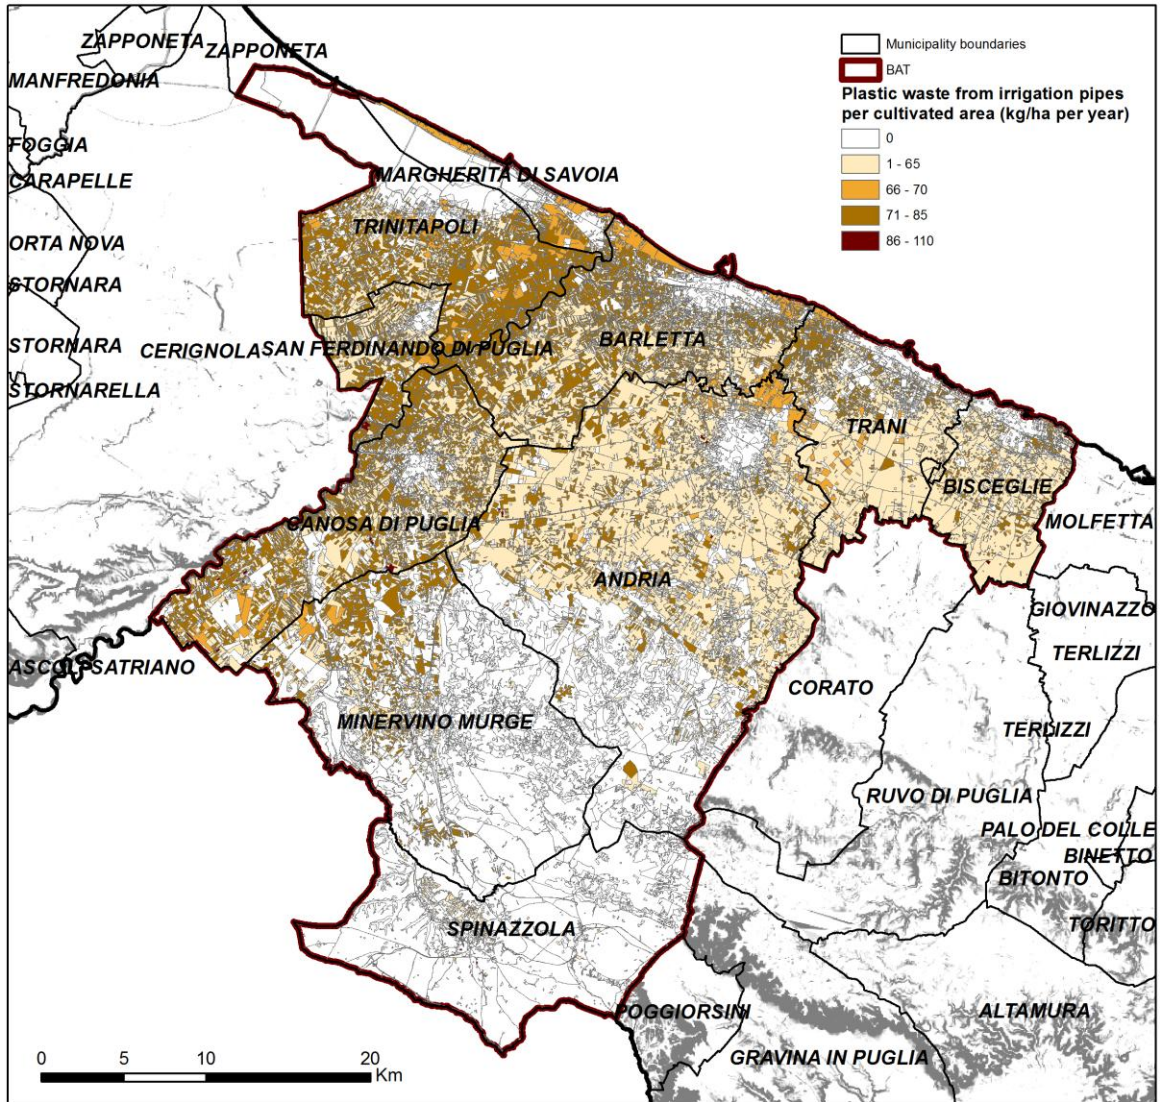 ZAPPONETA
ZAPPONETA
MANFREDONIA
FOGGIA
CARAPELLE
ORTA NOVA
STORNARA
STORNARA
STORNARELLA
CERIGNOLA
Municipality boundaries
BAT
Plastic waste from irrigation pipes
per cultivated area (kg/ha per year)
0
1 - 65
66 - 70
71 - 85
86 - 110
MARGHERITA DI SAVOIA
TRINITAPOLI
SAN FERDINANDO DI PUGLIA
BARLETTA
TRANI
BISCEGLIE
MOLFETTA
CANOSA DI PUGLIA
ANDRIA
GIOVINAZZO
TERLIZZI
ASCOLI SATRIANO
CORATO
MINERVINO MURGE
TERLIZZI
RUVO DI PUGLIA
PALO DEL COLLE
BINETTO
BITONTO
TORITTO
SPINAZZOLA
POGGIORSINI
ALTAMURA
GRAVINA IN PUGLIA
0 5 10 20
Km